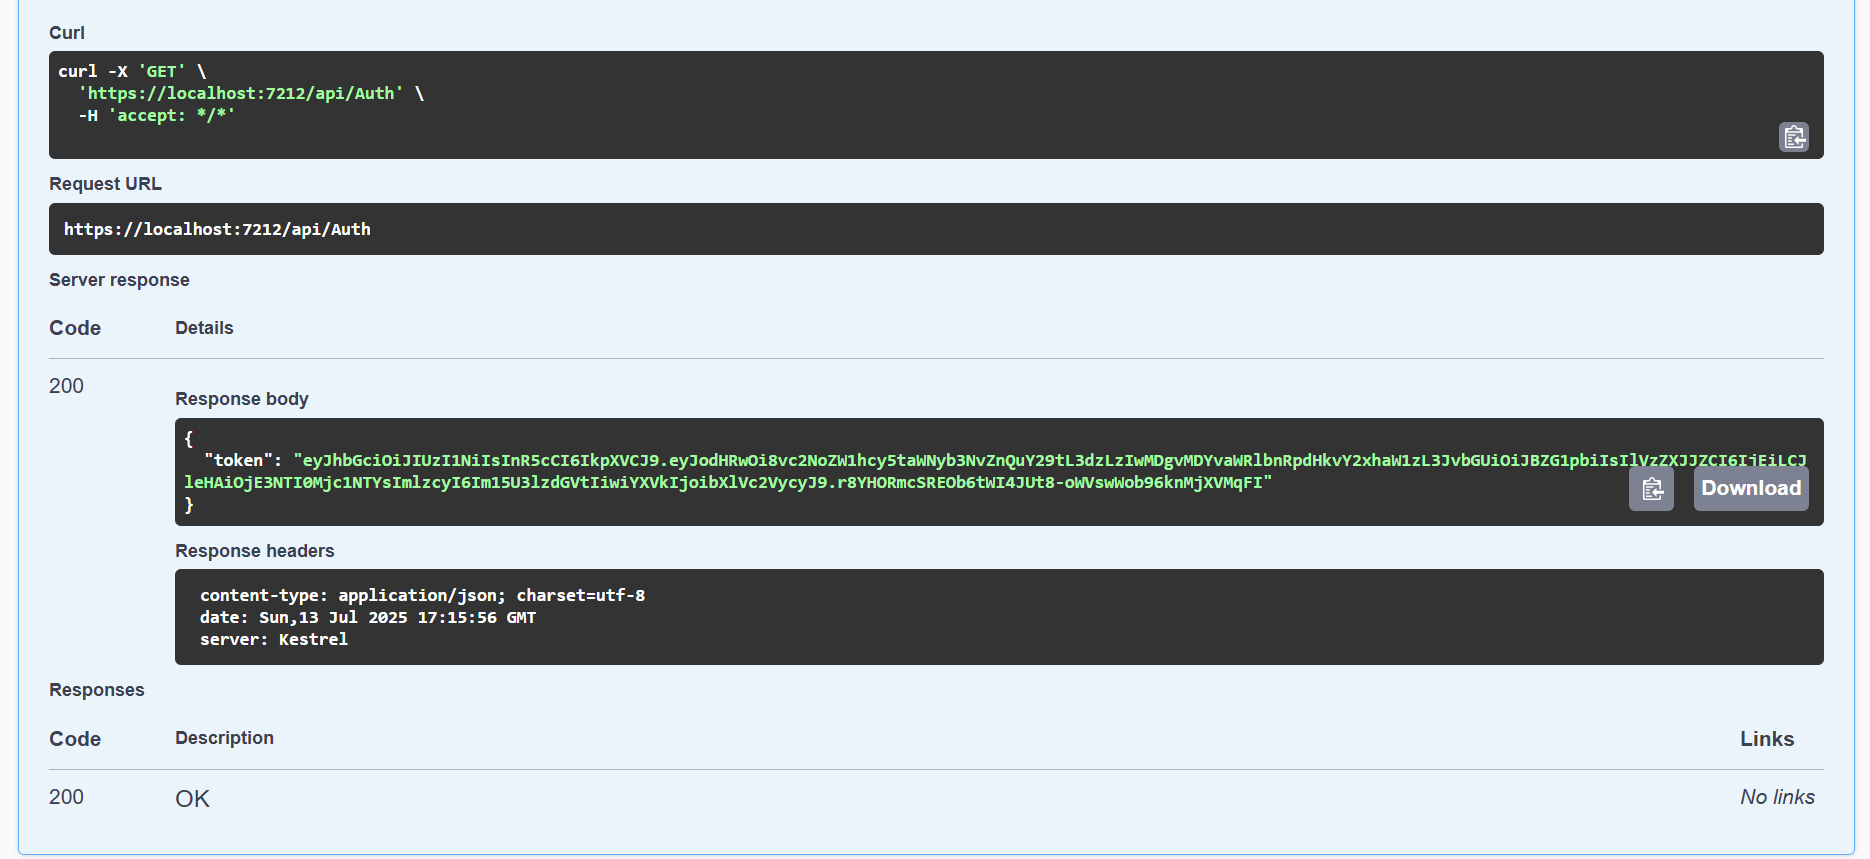 Curl
curl -X 'GET' \
'https://localhost:7212/api/Auth' \
-H 'accept: */*'
Request URL
https://localhost:7212/api/Auth
Server response
Code Details
200
Response body
{
"token": "eyJhbGciOiJIUzI1NiIsInR5cCI6IkpXVCJ9.eyJodHRwOi8vc2NoZW1hcy5taWNyb3NvZnQuY29tL3dzLzIwMDgvMDYvaWRlbnRpdHkvY2xhaW1zL3JvbGUiOiJBZG1pbiIsIlVzZXJJZCI6IjEiLCJ
leHAiOjE3NTI0Mjc1NTYsImlzcyI6Im15U3lzdGVtIiwiYXVkIjoibXlVc2VycyJ9.r8YHORmcSREOb6tWI4JUt8-oWVswWob96knMjXVMqFI"
Download
}
Response headers
content-type: application/json; charset=utf-8
date: Sun,13 Jul 2025 17:15:56 GMT
server: Kestrel
Responses
Code Description Links
200 OK No links